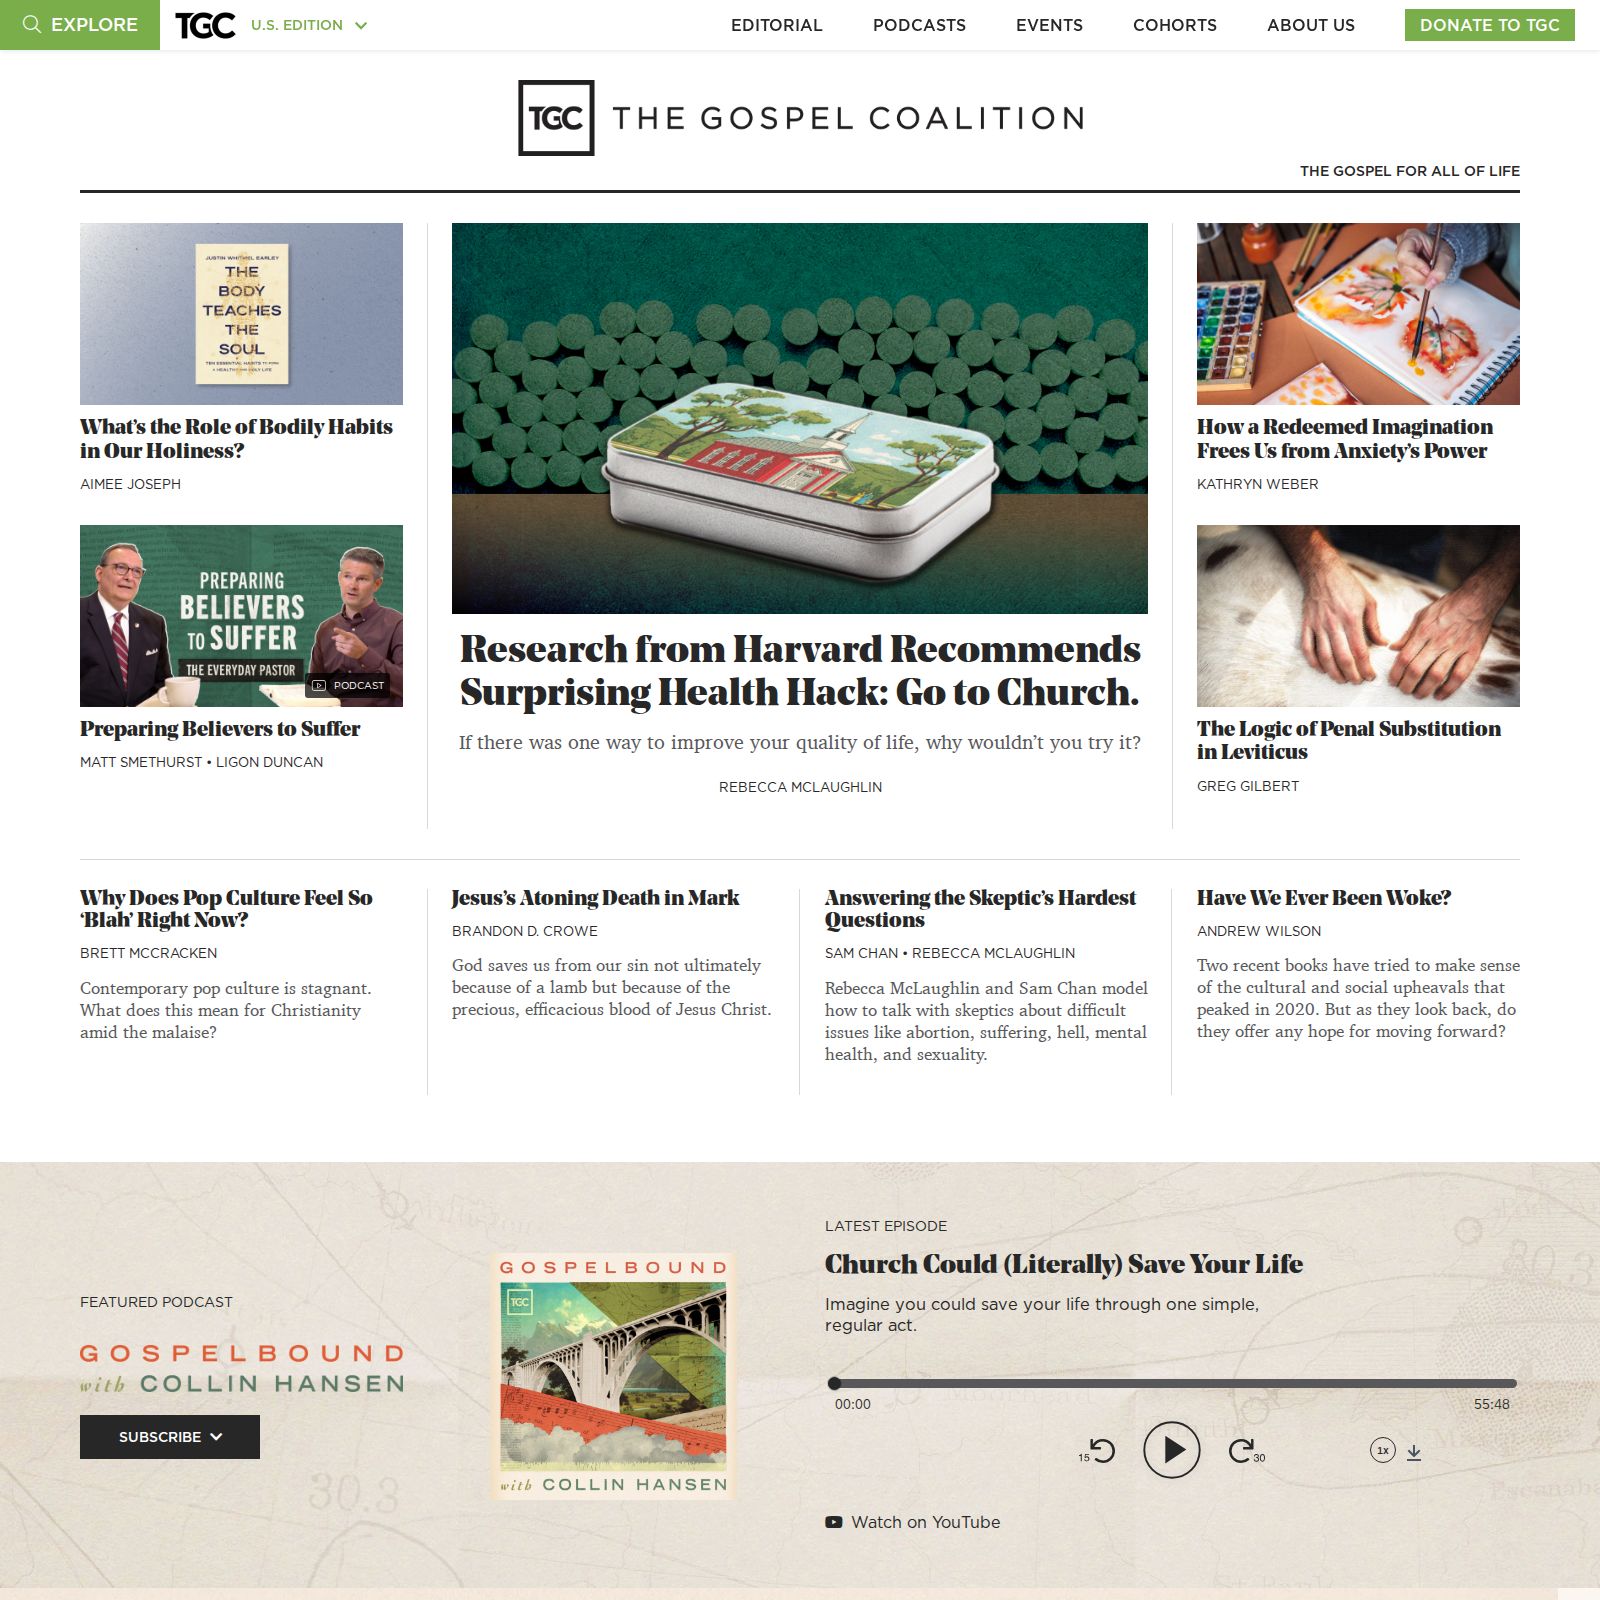 EXPLORE
TGC
U.S. EDITION
EDITORIAL
PODCASTS
EVENTS
COHORTS
ABOUT US
DONATE TO TGC
TGC
THE GOSPEL COALITION
THE GOSPEL FOR ALL OF LIFE
JUSTIN WHITMEL EARLEY
THE
BODY
TEACHES
THE
SOUL
TEN ESSENTIAL HABITS TO FORM
A HEALTHY AND HOLY LIFE
What’s the Role of Bodily Habits
in Our Holiness?
AIMEE JOSEPH
PREPARING
BELIEVERS
TO SUFFER
THE EVERYDAY PASTOR
PODCAST
Preparing Believers to Suffer
MATT SMETHURST • LIGON DUNCAN
Research from Harvard Recommends
Surprising Health Hack: Go to Church.
If there was one way to improve your quality of life, why wouldn’t you try it?
REBECCA MCLAUGHLIN
How a Redeemed Imagination
Frees Us from Anxiety’s Power
KATHRYN WEBER
The Logic of Penal Substitution
in Leviticus
GREG GILBERT
Why Does Pop Culture Feel So
‘Blah’ Right Now?
BRETT MCCRACKEN
Contemporary pop culture is stagnant.
What does this mean for Christianity
amid the malaise?
Jesus’s Atoning Death in Mark
BRANDON D. CROWE
God saves us from our sin not ultimately
because of a lamb but because of the
precious, efficacious blood of Jesus Christ.
Answering the Skeptic’s Hardest
Questions
SAM CHAN • REBECCA MCLAUGHLIN
Rebecca McLaughlin and Sam Chan model
how to talk with skeptics about difficult
issues like abortion, suffering, hell, mental
health, and sexuality.
Have We Ever Been Woke?
ANDREW WILSON
Two recent books have tried to make sense
of the cultural and social upheavals that
peaked in 2020. But as they look back, do
they offer any hope for moving forward?
FEATURED PODCAST
GOSPELBOUND
with COLLIN HANSEN
SUBSCRIBE
30.3
GOSPELBOUND
TGC
with COLLIN HANSEN
LATEST EPISODE
Church Could (Literally) Save Your Life
Imagine you could save your life through one simple,
regular act.
00:00
55:48
15
30
1x
Watch on YouTube
30.3
Escanaba